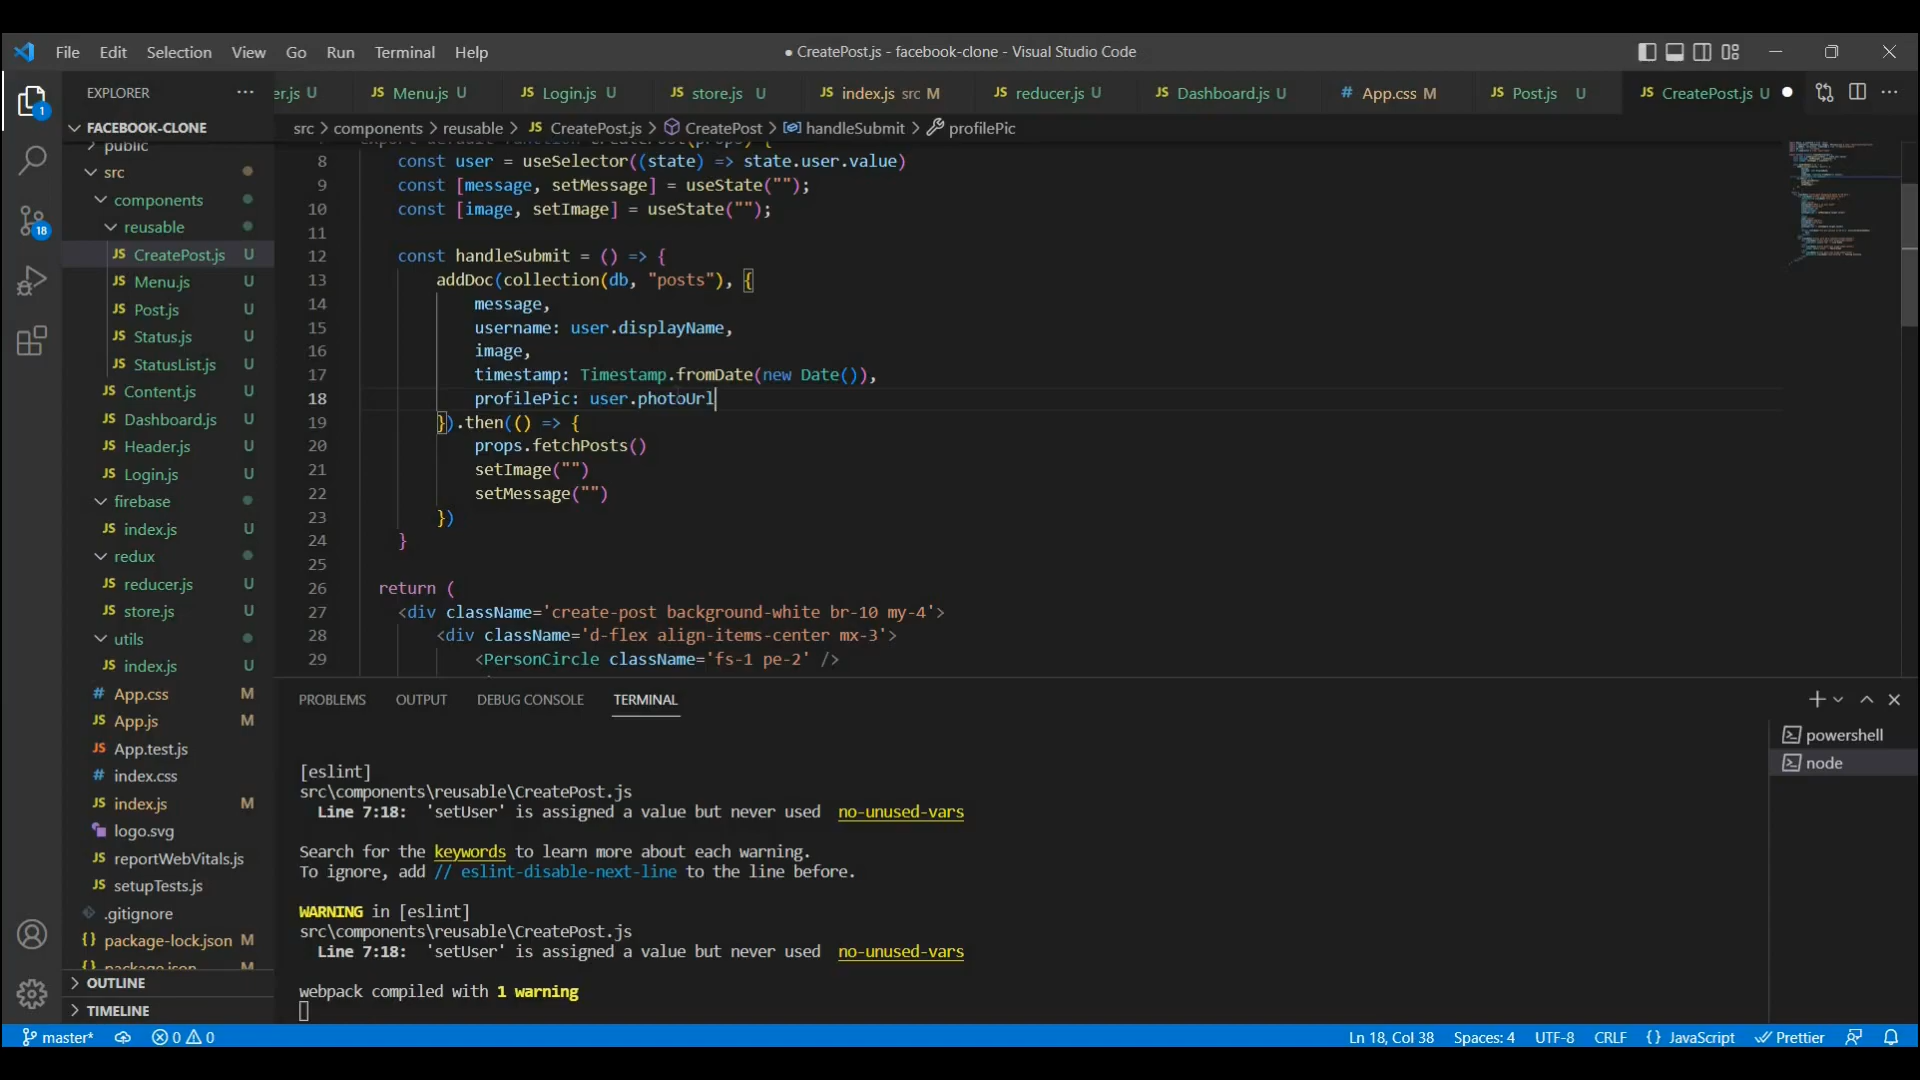 File Edit Selection View Go Run Terminal Help
● CreatePost.js - facebook-clone - Visual Studio Code
EXPLORER ···
er.js U
JS Menu.js U
JS Login.js U
JS store.js U
JS index.js src M
JS reducer.js U
JS Dashboard.js U
# App.css M
JS Post.js U
JS CreatePost.js U ●
src > components > reusable > JS CreatePost.js > CreatePost > handleSubmit > profilePic
1
18
FACEBOOK-CLONE
public
src
components
reusable
JS CreatePost.js U
JS Menu.js U
JS Post.js U
JS Status.js U
JS StatusList.js U
JS Content.js U
JS Dashboard.js U
JS Header.js U
JS Login.js U
firebase
JS index.js U
redux
JS reducer.js U
JS store.js U
utils
JS index.js U
# App.css M
JS App.js M
JS App.test.js
# index.css
JS index.js M
logo.svg
JS reportWebVitals.js
JS setupTests.js
.gitignore
{} package-lock.json M
{} package.json M
OUTLINE
TIMELINE
export default function CreatePost(props) {
8 const user = useSelector((state) => state.user.value)
9 const [message, setMessage] = useState("");
10 const [image, setImage] = useState("");
11
12 const handleSubmit = () => {
13 addDoc(collection(db, "posts"), {
14 message,
15 username: user.displayName,
16 image,
17 timestamp: Timestamp.fromDate(new Date()),
18 profilePic: user.photoUrl
19 }).then(() => {
20 props.fetchPosts()
21 setImage("")
22 setMessage("")
23 })
24 }
25
26 return (
27 <div className='create-post background-white br-10 my-4'>
28 <div className='d-flex align-items-center mx-3'>
29 <PersonCircle className='fs-1 pe-2' />
PROBLEMS OUTPUT DEBUG CONSOLE TERMINAL
powershell
node
[eslint]
src\components\reusable\CreatePost.js
Line 7:18: 'setUser' is assigned a value but never used no-unused-vars
Search for the keywords to learn more about each warning.
To ignore, add // eslint-disable-next-line to the line before.
WARNING in [eslint]
src\components\reusable\CreatePost.js
Line 7:18: 'setUser' is assigned a value but never used no-unused-vars
webpack compiled with 1 warning
master* 0 0 Ln 18, Col 38 Spaces: 4 UTF-8 CRLF {} JavaScript Prettier